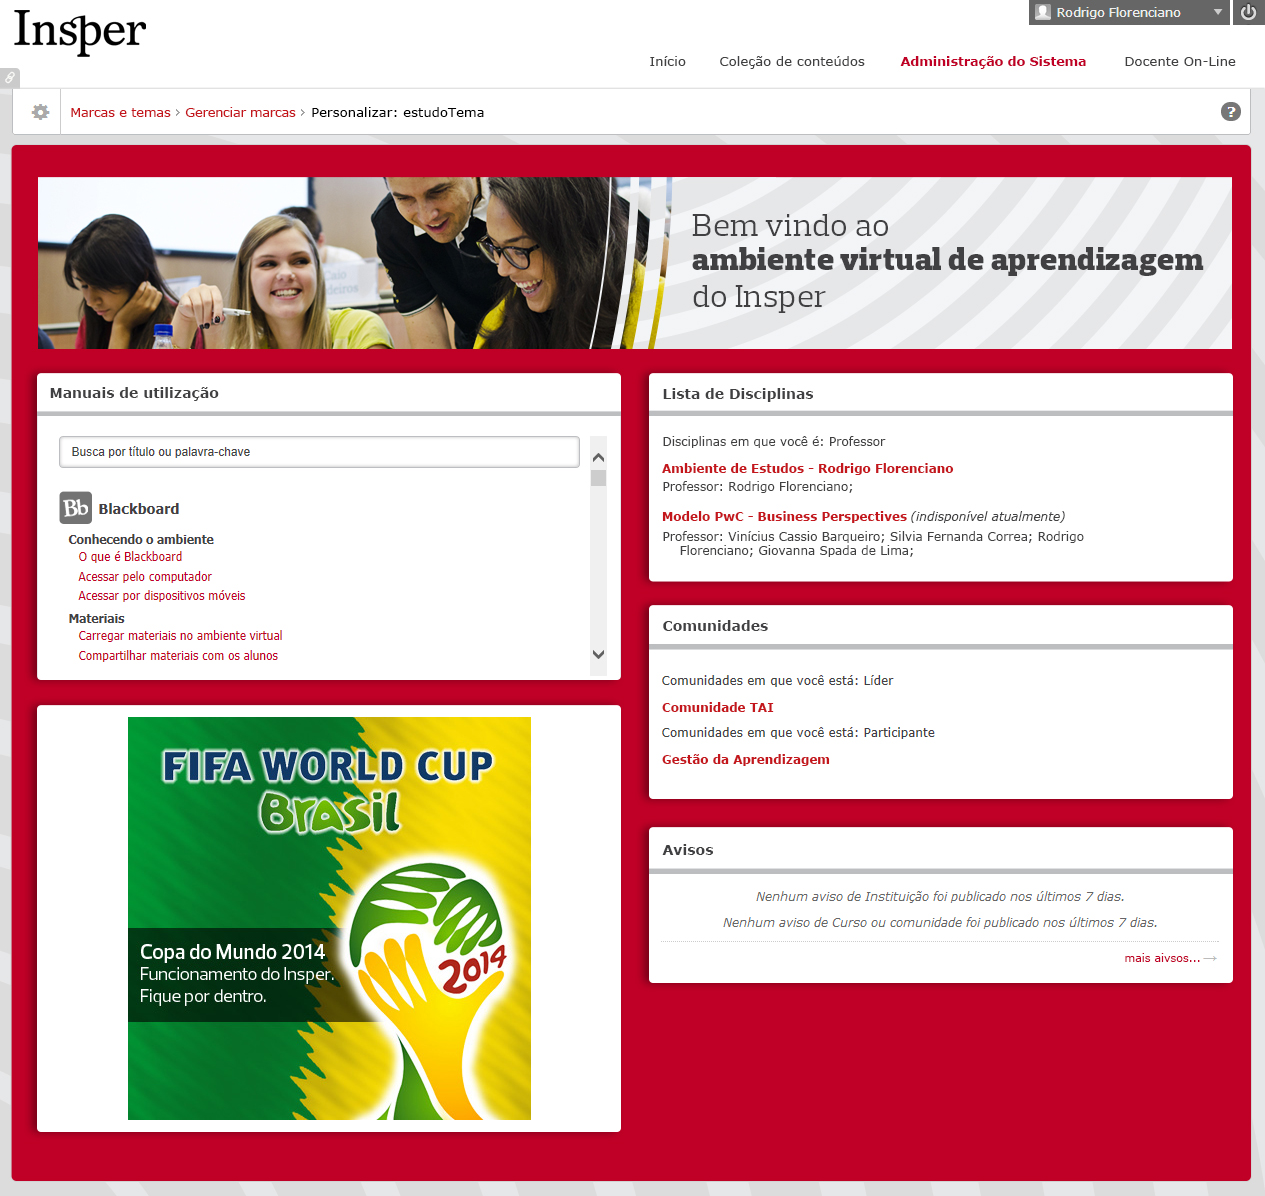 Insper
Rodrigo Florenciano
Início Coleção de conteúdos Administração do Sistema Docente On-Line
Marcas e temas › Gerenciar marcas › Personalizar: estudoTema
?
Bem vindo ao
ambiente virtual de aprendizagem
do Insper
Manuais de utilização
Busca por título ou palavra-chave
Bb Blackboard
Conhecendo o ambiente
O que é Blackboard
Acessar pelo computador
Acessar por dispositivos móveis
Materiais
Carregar materiais no ambiente virtual
Compartilhar materiais com os alunos
FIFA WORLD CUP
Brasil
2014
Copa do Mundo 2014
Funcionamento do Insper.
Fique por dentro.
Lista de Disciplinas
Disciplinas em que você é: Professor
Ambiente de Estudos - Rodrigo Florenciano
Professor: Rodrigo Florenciano;
Modelo PwC - Business Perspectives (indisponível atualmente)
Professor: Vinícius Cassio Barqueiro; Silvia Fernanda Correa; Rodrigo
Florenciano; Giovanna Spada de Lima;
Comunidades
Comunidades em que você está: Líder
Comunidade TAI
Comunidades em que você está: Participante
Gestão da Aprendizagem
Avisos
Nenhum aviso de Instituição foi publicado nos últimos 7 dias.
Nenhum aviso de Curso ou comunidade foi publicado nos últimos 7 dias.
mais aivsos... →